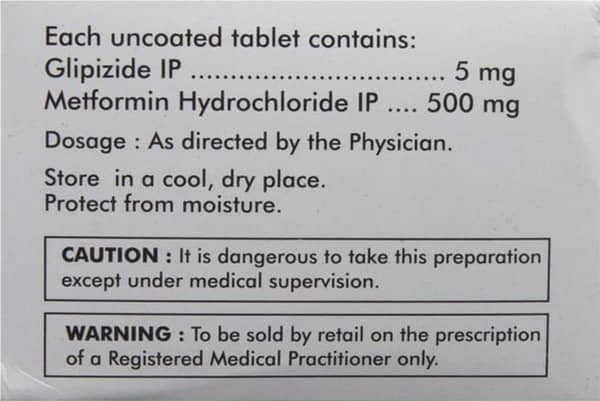 Each uncoated tablet contains:
Glipizide IP ................................ 5 mg
Metformin Hydrochloride IP .... 500 mg
Dosage : As directed by the Physician.
Store in a cool, dry place.
Protect from moisture.
CAUTION : It is dangerous to take this preparation
except under medical supervision.
WARNING : To be sold by retail on the prescription
of a Registered Medical Practitioner only.